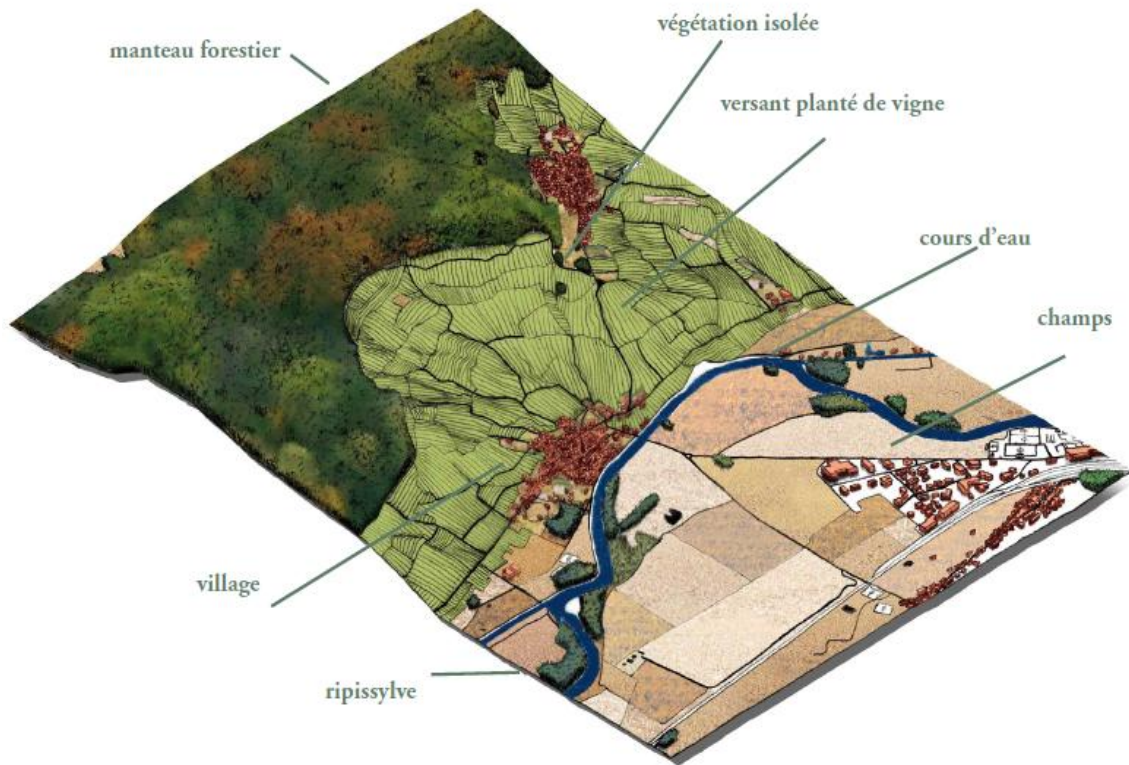 végétation isolée
manteau forestier
versant planté de vigne
cours d'eau
champs
village
ripissylve